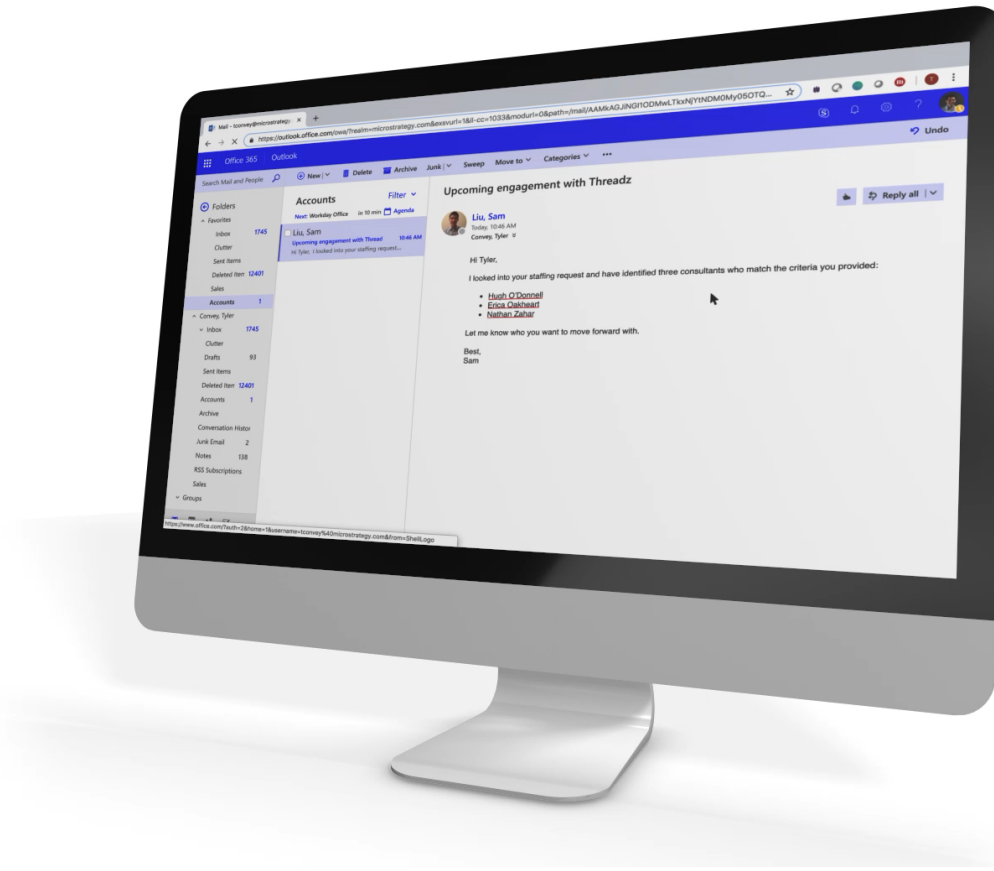 Mail - tconvey@microstrategy.
https://outlook.office.com/owa/?realm=microstrategy.com&exsvurl=1&ll-cc=1033&modurl=0&path=/mail/
Office 365 Outlook
Search Mail and People
New Delete Archive Junk Sweep Move to Categories
Undo
Folders
Favorites
Inbox 1745
Clutter
Sent Items
Deleted Iten 12401
Sales
Accounts 1
Convey, Tyler
Inbox 1745
Clutter
Drafts 93
Sent Items
Deleted Iten 12401
Accounts 1
Archive
Conversation Histor
Junk Email 2
Notes 138
RSS Subscriptions
Sales
Groups
Accounts Filter
Next: Workday Office in 10 min Agenda
Liu, Sam
Upcoming engagement with Thread 10:46 AM
Hi Tyler, I looked into your staffing request...
Upcoming engagement with Threadz
Reply all
Liu, Sam
Today, 10:46 AM
Convey, Tyler
Hi Tyler,
I looked into your staffing request and have identified three consultants who match the criteria you provided:
• Hugh O'Donnell
• Erica Oakheart
• Nathan Zahar
Let me know who you want to move forward with.
Best,
Sam
https://www.office.com/?auth=2&home=1&username=tconvey%40microstrategy.com&from=ShellLogo